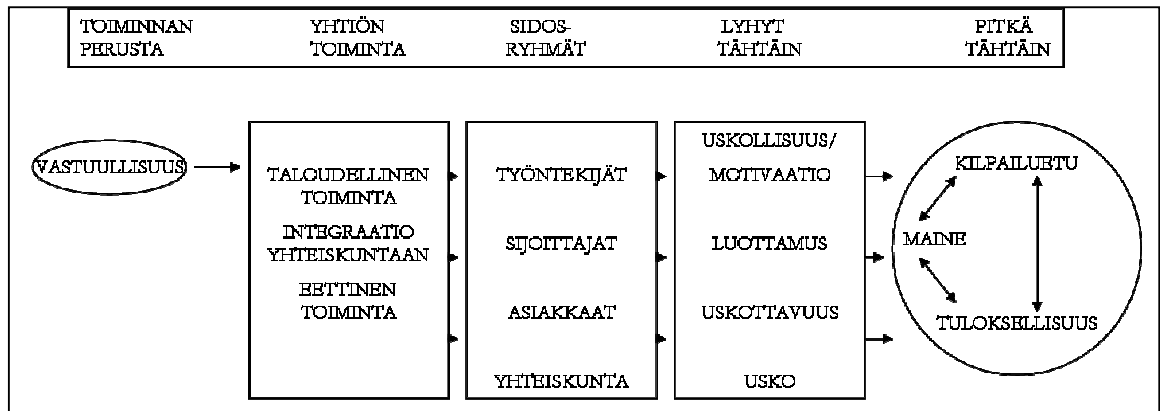 TOIMINNAN PERUSTA
YHTIÖN TOIMINTA
SIDOS-
RYHMÄT
LYHYT TÄHTÄIN
PITKÄ TÄHTÄIN
VASTUULLISUUS
TALOUDELLINEN
TOIMINTA
INTEGRAATIO
YHTEISKUNTAAN
EETTINEN
TOIMINTA
TYÖNTEKIJÄT
SIJOITTAJAT
ASIAKKAAT
YHTEISKUNTA
USKOLLISUUS/
MOTIVAATIO
LUOTTAMUS
USKOTTAVUUS
USKO
KILPAILUETU
MAINE
TULOKSELLISUUS